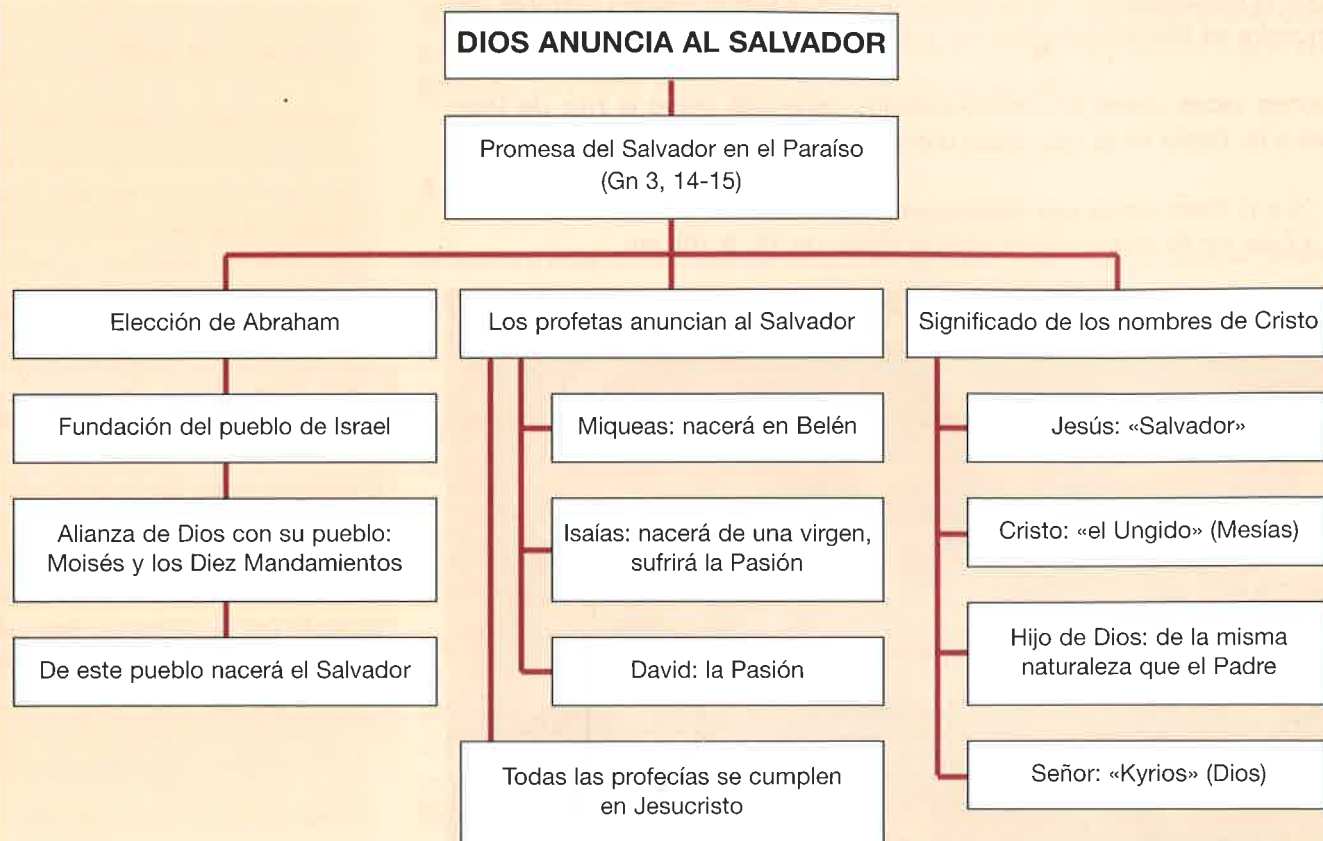 DIOS ANUNCIA AL SALVADOR
Promesa del Salvador en el Paraíso
(Gn 3, 14-15)
Elección de Abraham
Fundación del pueblo de Israel
Alianza de Dios con su pueblo:
Moisés y los Diez Mandamientos
De este pueblo nacerá el Salvador
Los profetas anuncian al Salvador
Miqueas: nacerá en Belén
Isaías: nacerá de una virgen,
sufrirá la Pasión
David: la Pasión
Todas las profecías se cumplen
en Jesucristo
Significado de los nombres de Cristo
Jesús: «Salvador»
Cristo: «el Ungido» (Mesías)
Hijo de Dios: de la misma
naturaleza que el Padre
Señor: «Kyrios» (Dios)